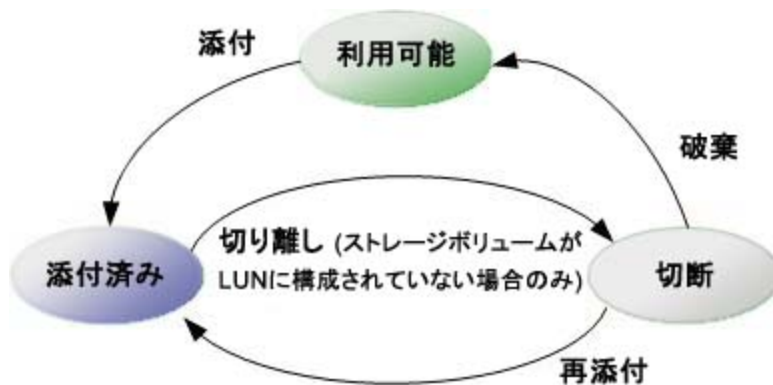 添付
利用可能
破棄
切り離し (ストレージボリュームが
LUNに構成されていない場合のみ)
添付済み
切断
再添付